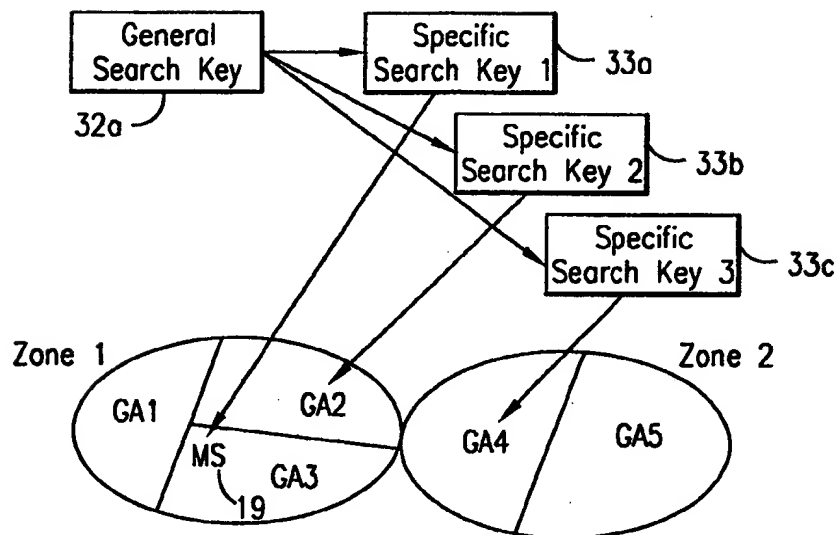 General
Search Key
32a
Specific
Search Key 1
33a
Specific
Search Key 2
33b
Specific
Search Key 3
33c
Zone 1
Zone 2
GA1
GA2
MS
19
GA3
GA4
GA5